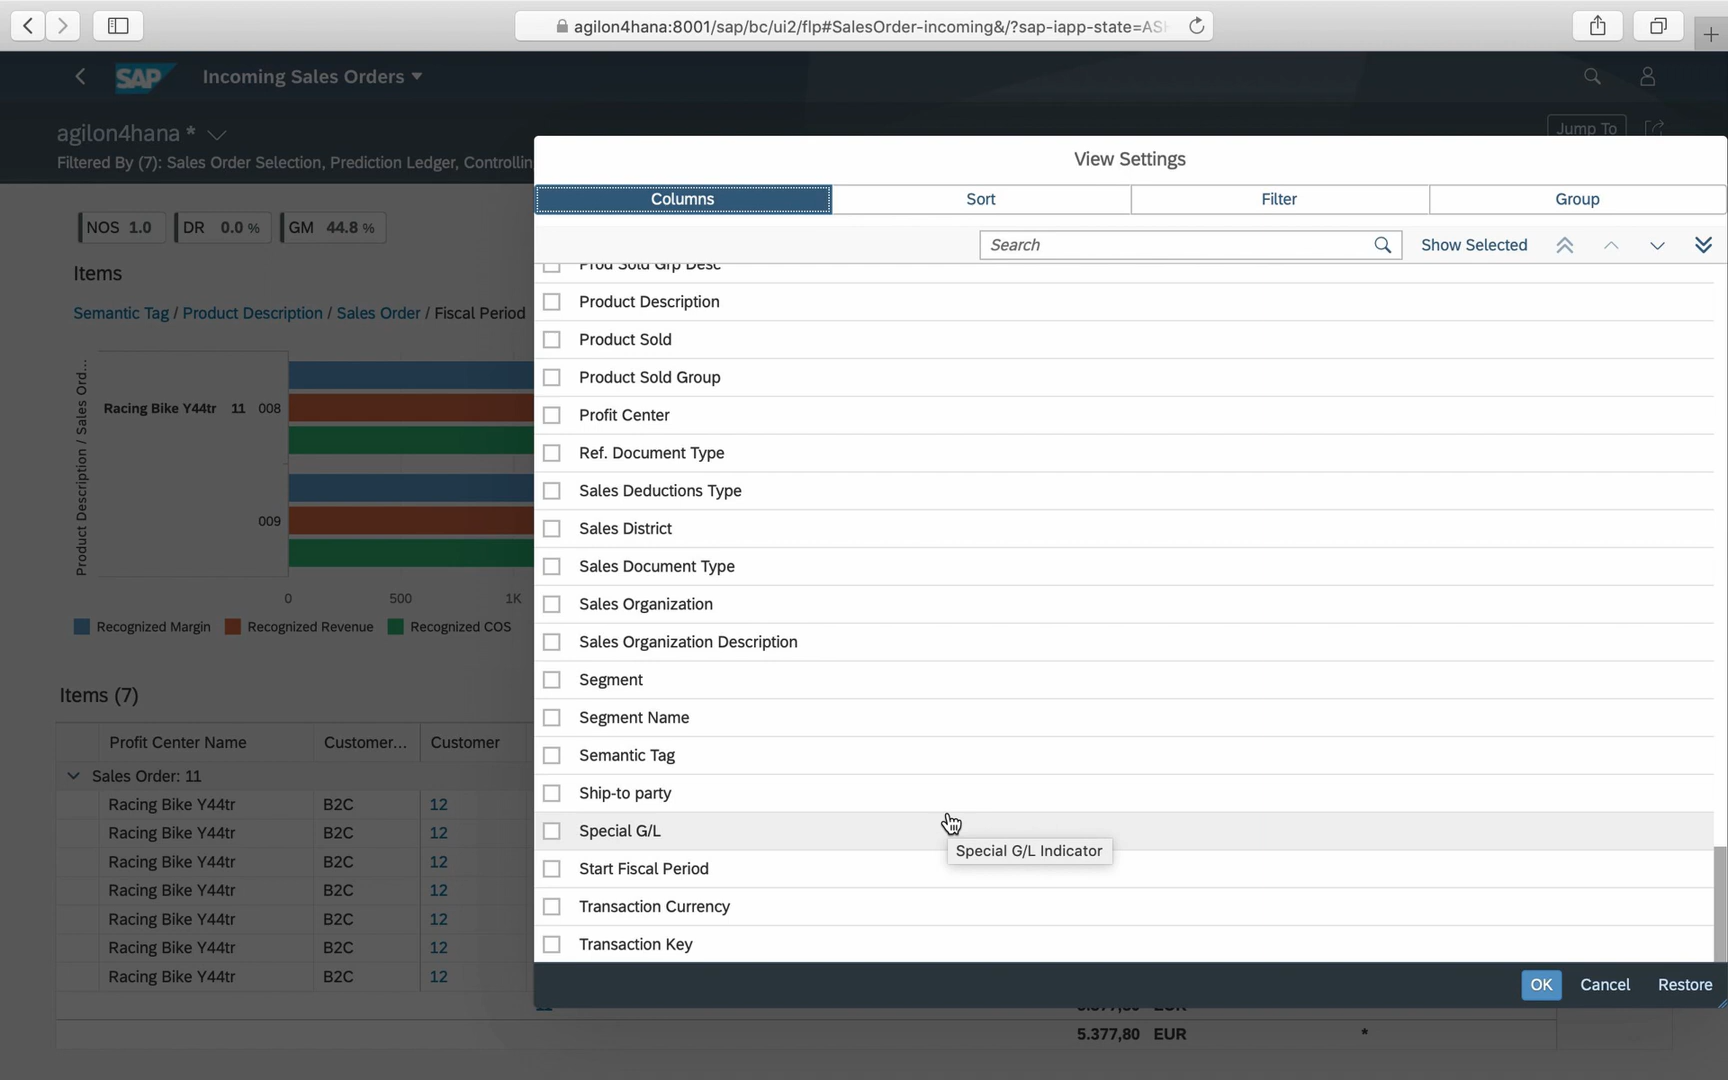 agilon4hana:8001/sap/bc/ui2/flp#SalesOrder-incoming&/?sap-iapp-state=ASH
SAP Incoming Sales Orders
agilon4hana *
Jump To
Filtered By (7): Sales Order Selection, Prediction Ledger, Controllin
View Settings
Columns Sort Filter Group
NOS 1.0 DR 0.0 % GM 44.8 %
Search Show Selected
Items
Prod Sold Grp Desc
Product Description
Semantic Tag / Product Description / Sales Order / Fiscal Period
Product Sold
Product Sold Group
Product Description / Sales Ord...
Racing Bike Y44tr 11 008
Profit Center
Ref. Document Type
Sales Deductions Type
009
Sales District
Sales Document Type
0 500 1K
Sales Organization
Recognized Margin Recognized Revenue Recognized COS
Sales Organization Description
Segment
Items (7)
Segment Name
Profit Center Name Customer... Customer
Semantic Tag
Sales Order: 11
Ship-to party
Racing Bike Y44tr B2C 12
Special G/L
Racing Bike Y44tr B2C 12
Special G/L Indicator
Racing Bike Y44tr B2C 12
Start Fiscal Period
Racing Bike Y44tr B2C 12
Transaction Currency
Racing Bike Y44tr B2C 12
Transaction Key
Racing Bike Y44tr B2C 12
Racing Bike Y44tr B2C 12
OK Cancel Restore
5.377,80 EUR *